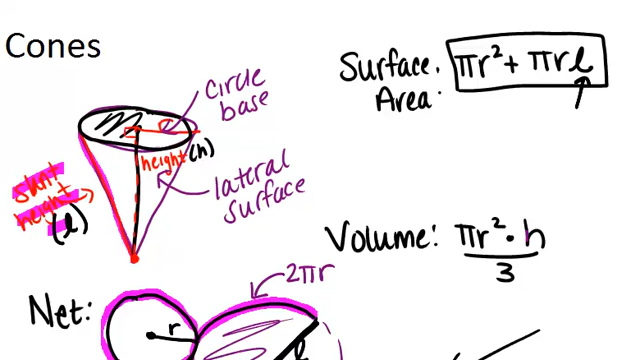 Cones
Surface Area: πr² + πrl
circle base
r
height (h)
lateral surface
slant height (l)
Volume: πr² · h
3
Net:
2πr
r
l